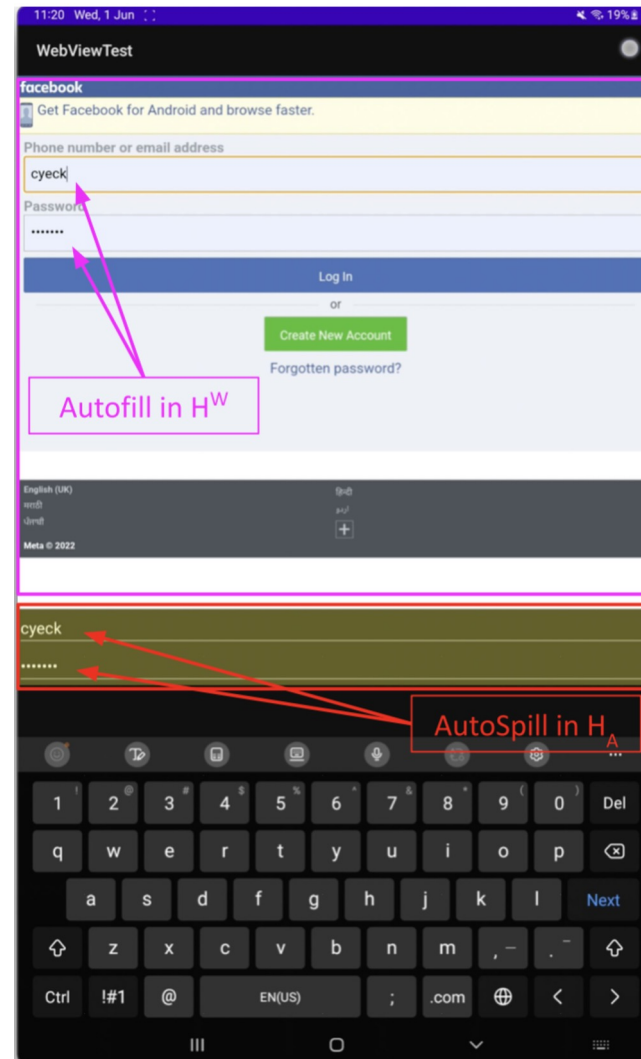 11:20 Wed, 1 Jun
19%
WebViewTest
facebook
Get Facebook for Android and browse faster.
Phone number or email address
cyeck
Password
•••••••
Log In
or
Create New Account
Forgotten password?
Autofill in H^W
English (UK)
हिन्दी
मराठी
اردو
ਪੰਜਾਬੀ
+
Meta © 2022
cyeck
•••••••
AutoSpill in H_A
1 ! 2 @ 3 # 4 $ 5 % 6 ^ 7 & 8 * 9 ( 0 ) Del
q w e r t y u i o p
a s d f g h j k l Next
z x c v b n m , — . -
Ctrl !#1 @ EN(US) ; .com < >